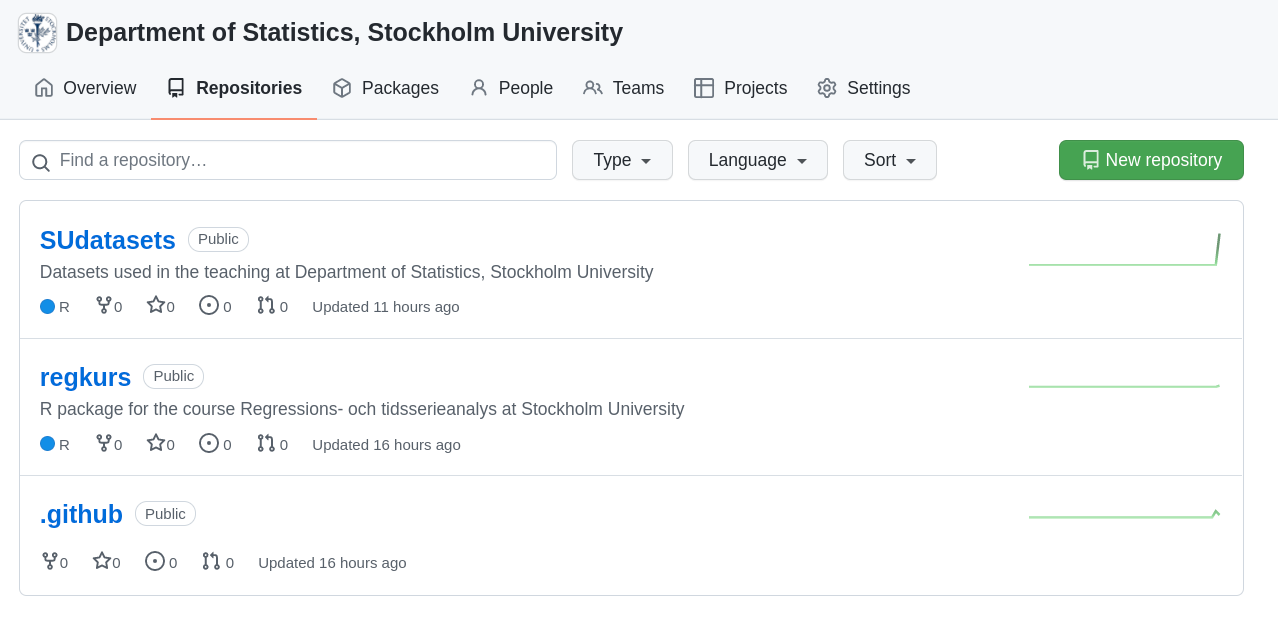 Department of Statistics, Stockholm University
Overview Repositories Packages People Teams Projects Settings
Find a repository… Type Language Sort New repository
SUdatasets Public
Datasets used in the teaching at Department of Statistics, Stockholm University
R 0 0 0 0 Updated 11 hours ago
regkurs Public
R package for the course Regressions- och tidsserieanalys at Stockholm University
R 0 0 0 0 Updated 16 hours ago
.github Public
0 0 0 0 Updated 16 hours ago